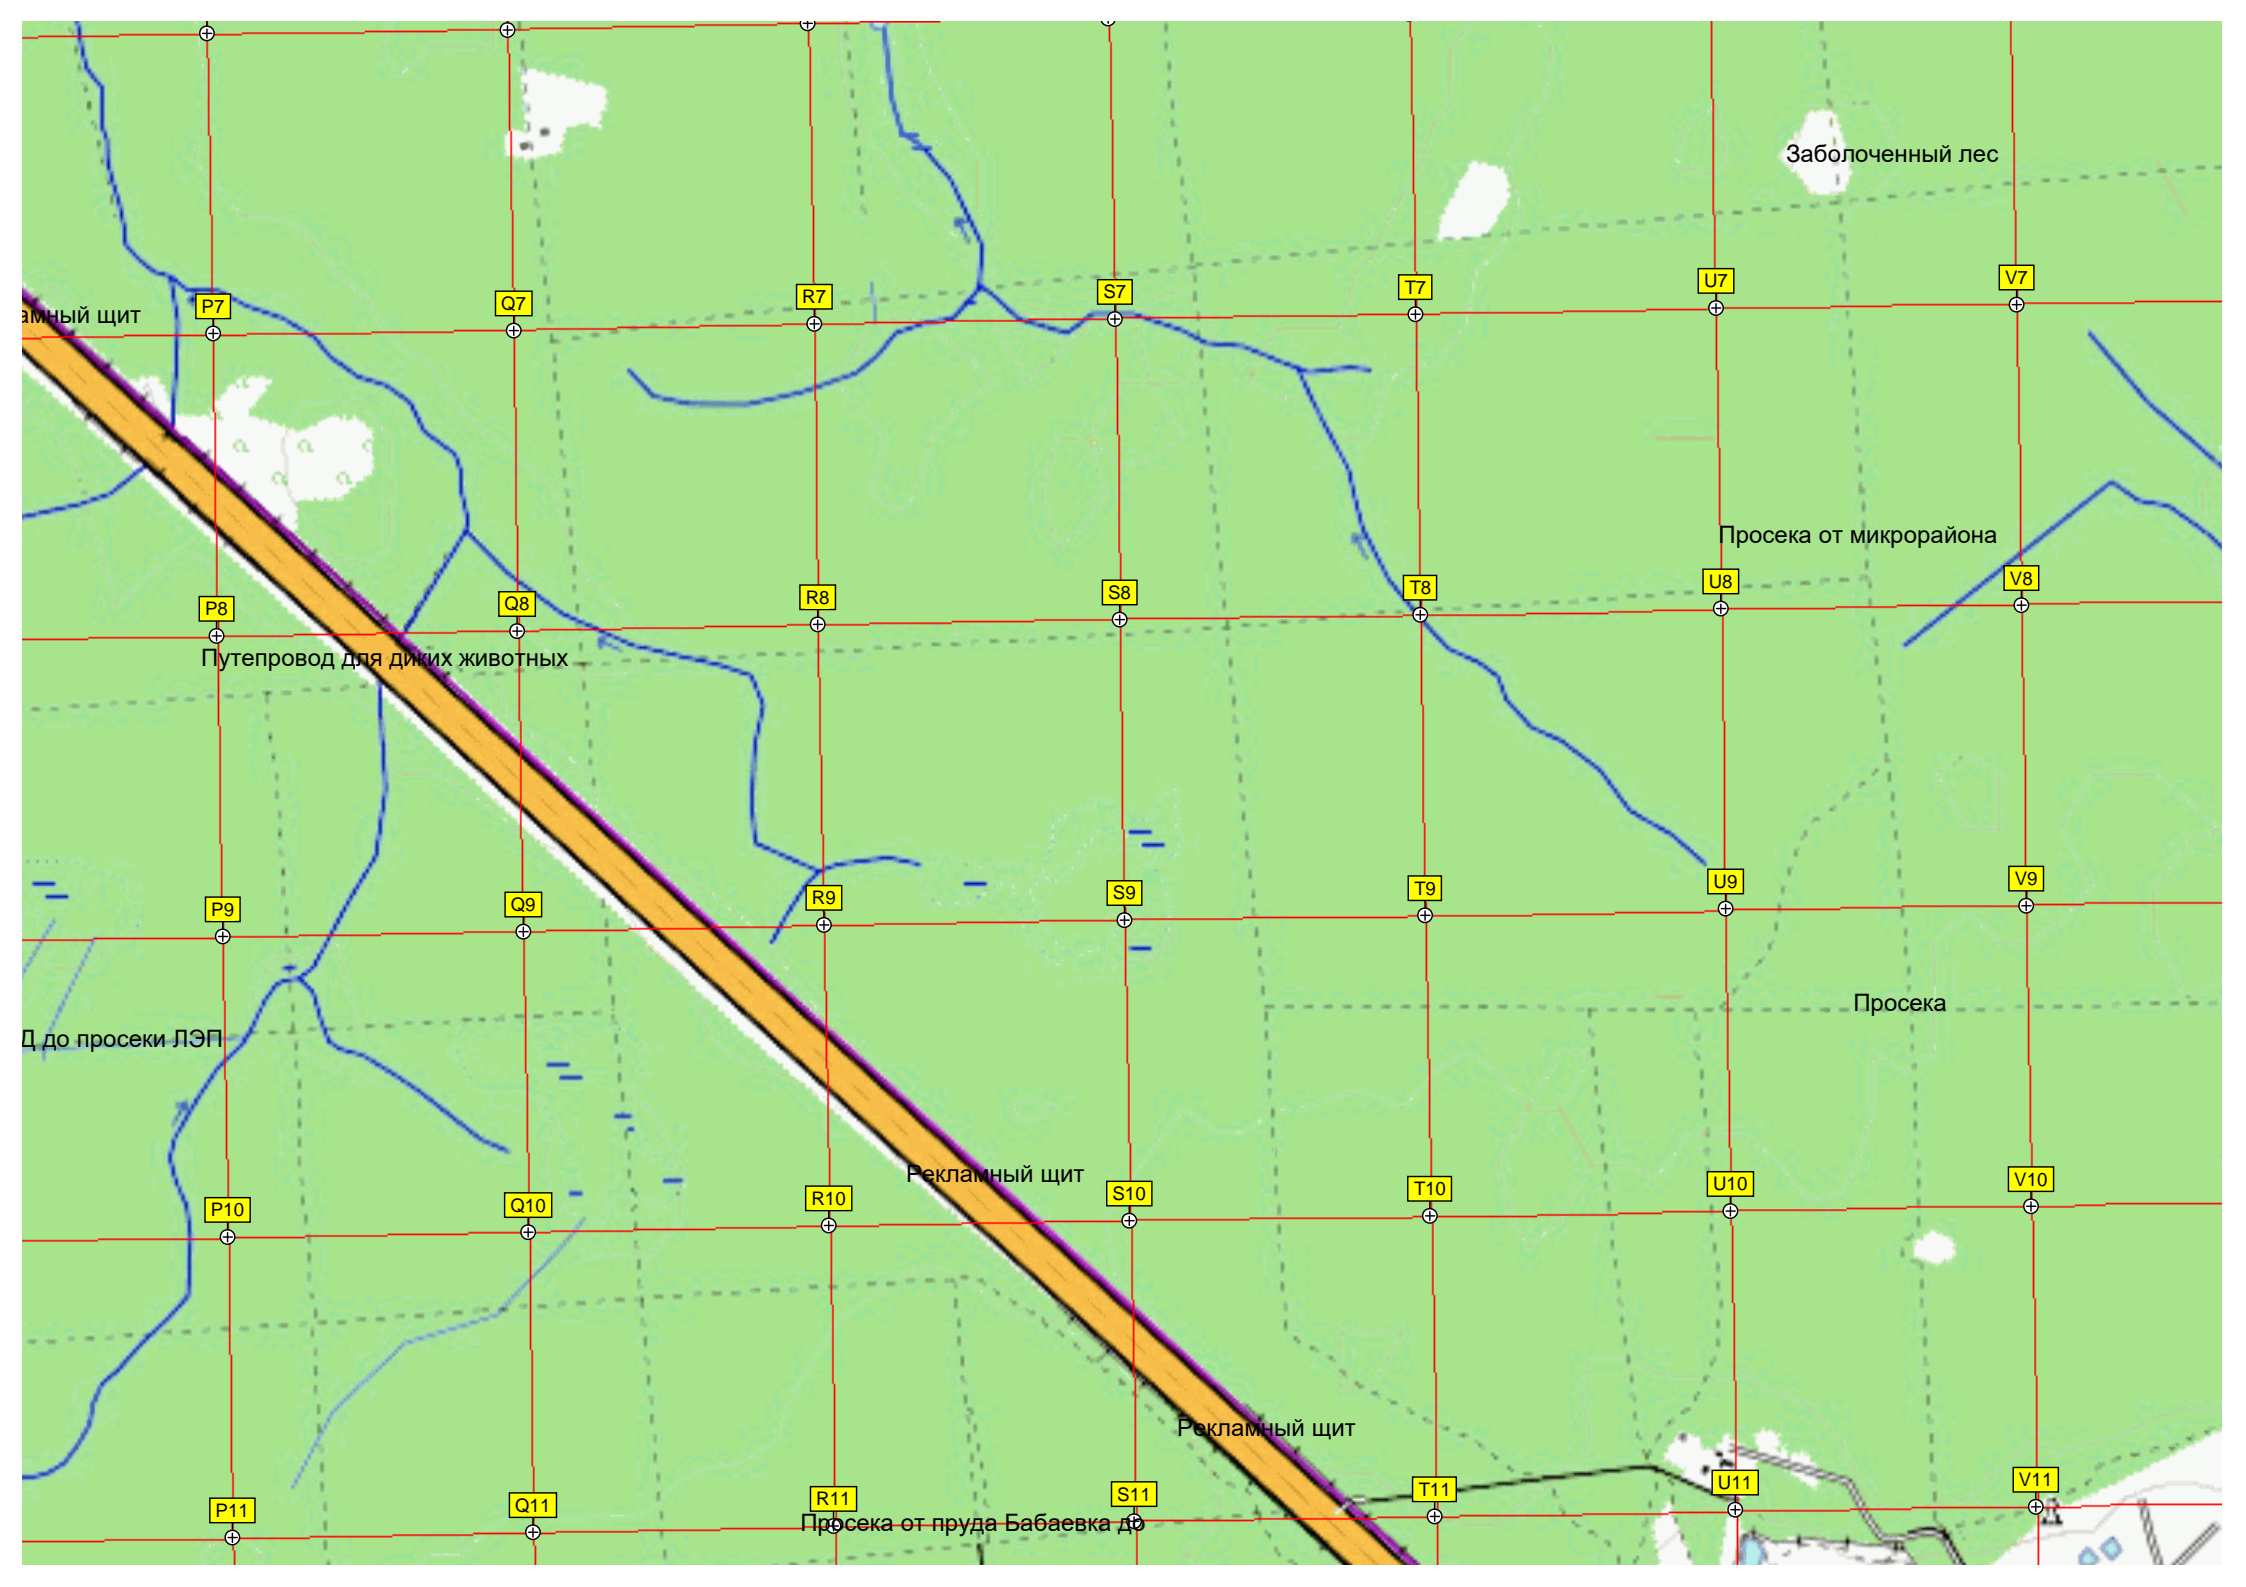 Заболоченный лес
P7
Q7
R7
S7
T7
U7
V7
амный щит
Просека от микрорайона
P8
Q8
R8
S8
T8
U8
V8
Путепровод для диких животных
P9
Q9
R9
S9
T9
U9
V9
Просека
Д до просеки ЛЭП
Рекламный щит
P10
Q10
R10
S10
T10
U10
V10
Рекламный щит
P11
Q11
R11
S11
T11
U11
V11
Просека от пруда Бабаевка до